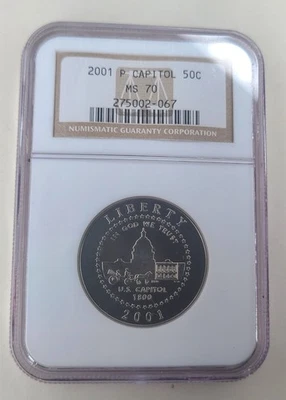 2001 P CAPITOL 50C
MS 70
275002-067
NUMISMATIC GUARANTY CORPORATION
LIBERTY
IN GOD WE TRUST
U.S. CAPITOL
1800
2001